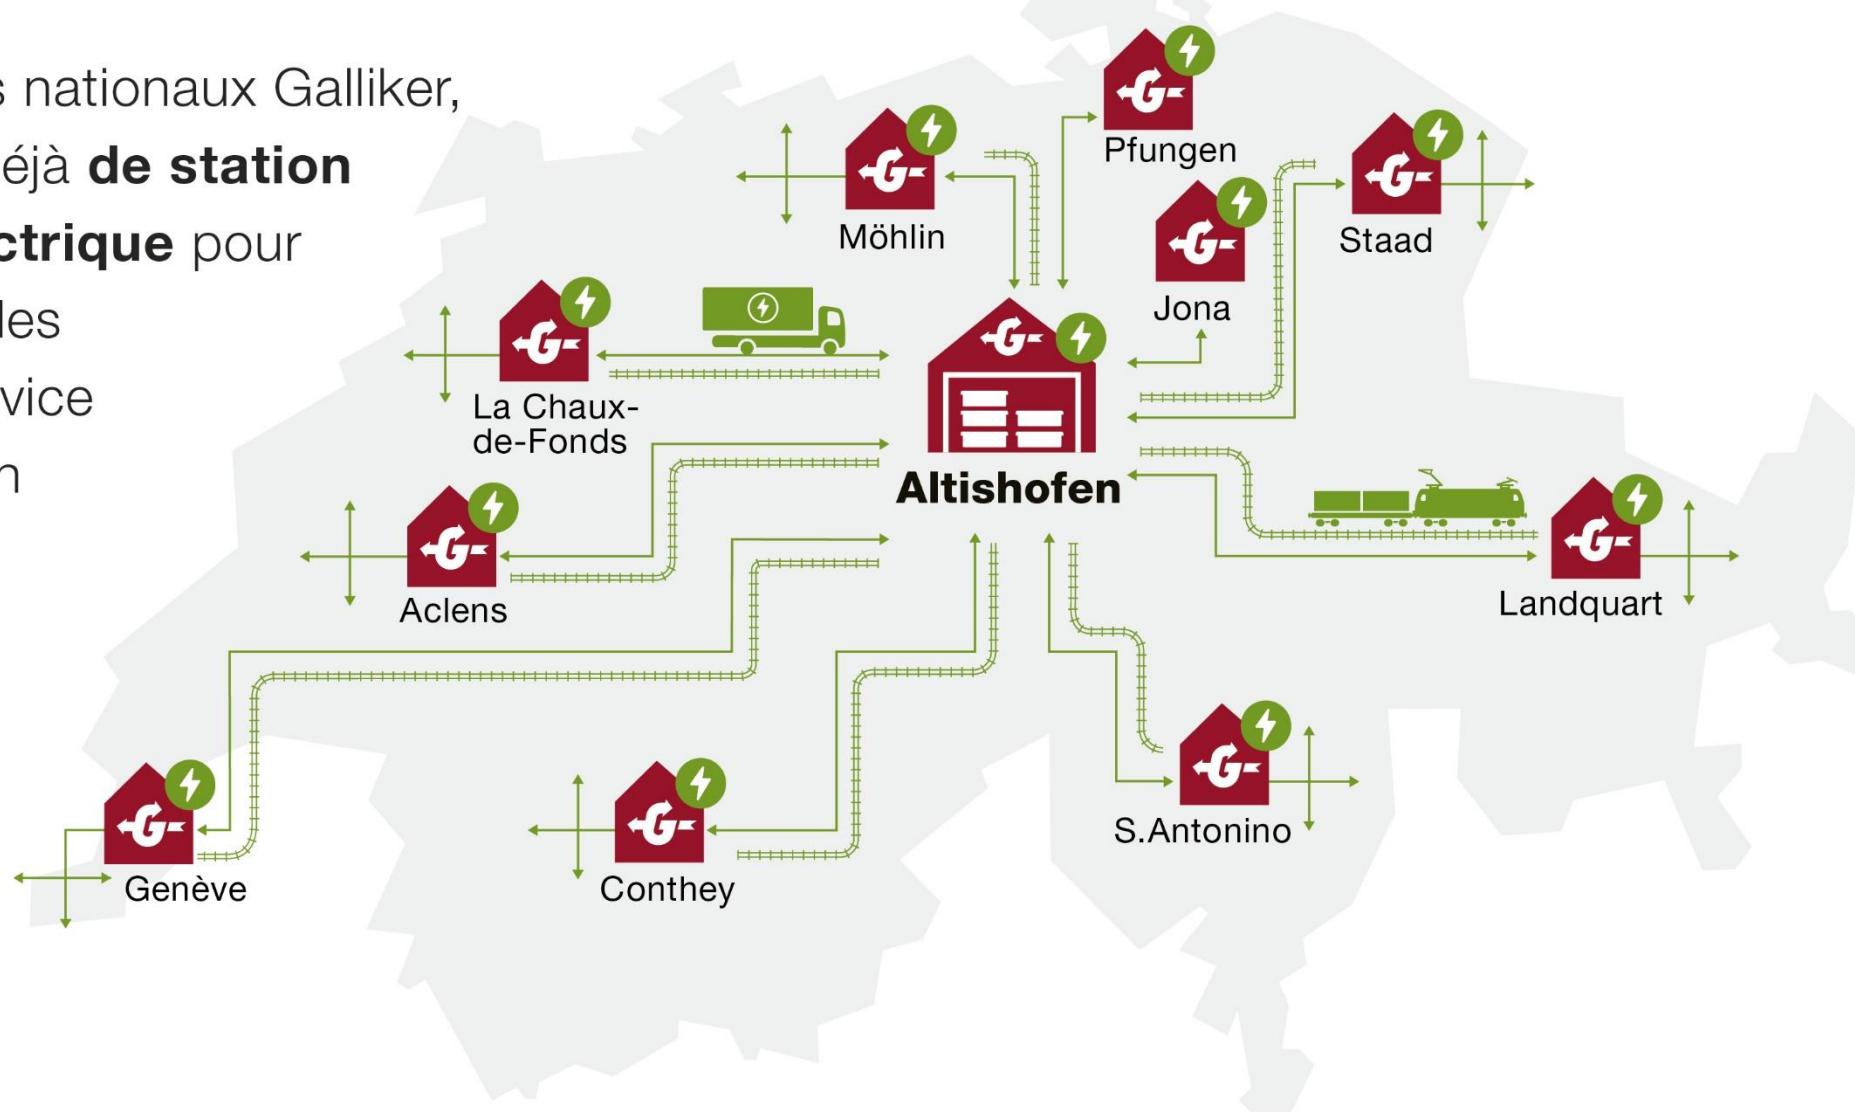 s nationaux Galliker,
éjà de station
ctrique pour
les
vice
n
Pfungen
Möhlin
Staad
Jona
La Chaux-
de-Fonds
Altishofen
Aclens
Landquart
S.Antonino
Genève
Conthey
G
G
G
G
G
G
G
G
G
G
G